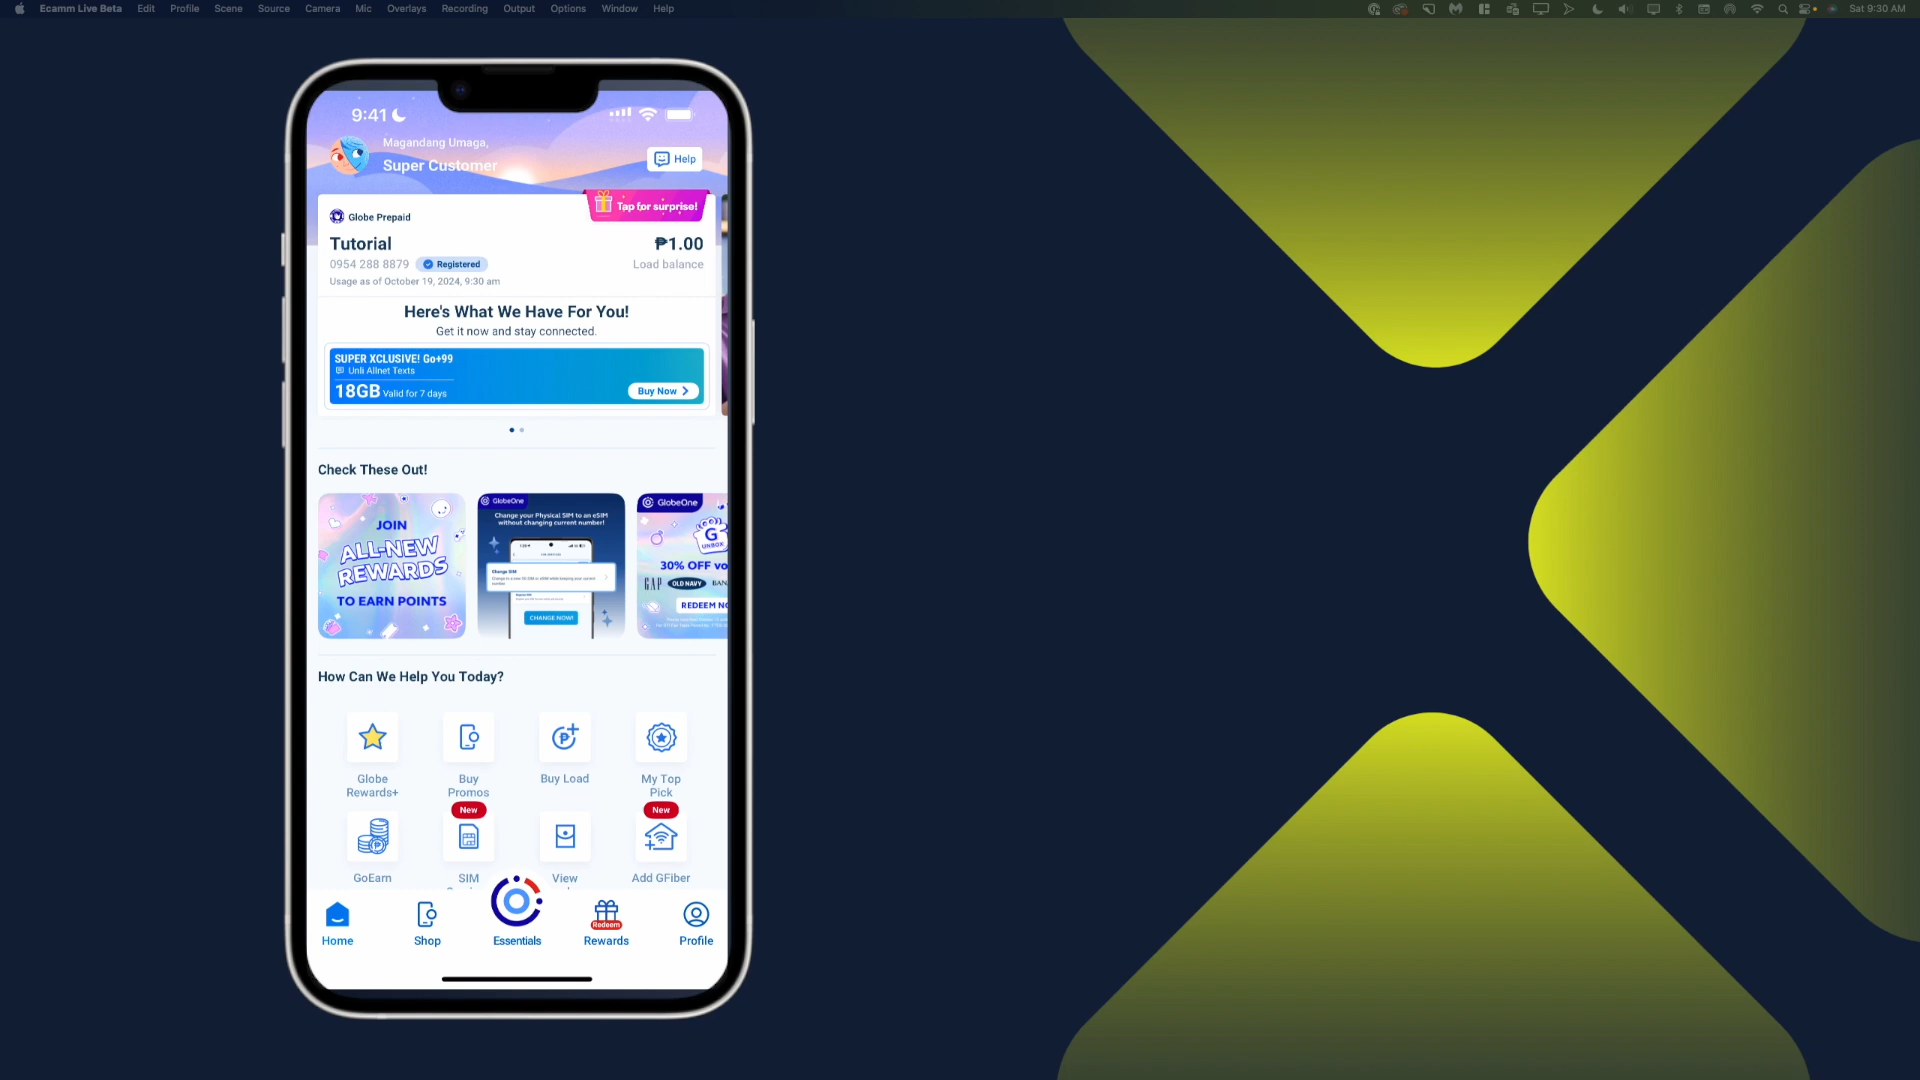 Ecamm Live Beta Edit Profile Scene Source Camera Mic Overlays Recording Output Options Window Help
Sat 9:30 AM
9:41
Magandang Umaga,
Super Customer
Help
Tap for surprise!
Globe Prepaid
Tutorial
₱1.00
0954 288 8879
Registered
Load balance
Usage as of October 19, 2024, 9:30 am
Here's What We Have For You!
Get it now and stay connected.
SUPER XCLUSIVE! Go+99
Unli Allnet Texts
18GB Valid for 7 days
Buy Now
Check These Out!
JOIN
ALL-NEW
REWARDS
TO EARN POINTS
GlobeOne
Change your Physical SIM to an eSIM
without changing current number!
Change SIM
CHANGE NOW!
GlobeOne
G
UNBOX
30% OFF vo
GAP OLD NAVY BAN
REDEEM NO
How Can We Help You Today?
Globe
Rewards+
Buy
Promos
Buy Load
My Top
Pick
New
New
GoEarn
SIM
View
Add GFiber
Home
Shop
Essentials
Redeem
Rewards
Profile